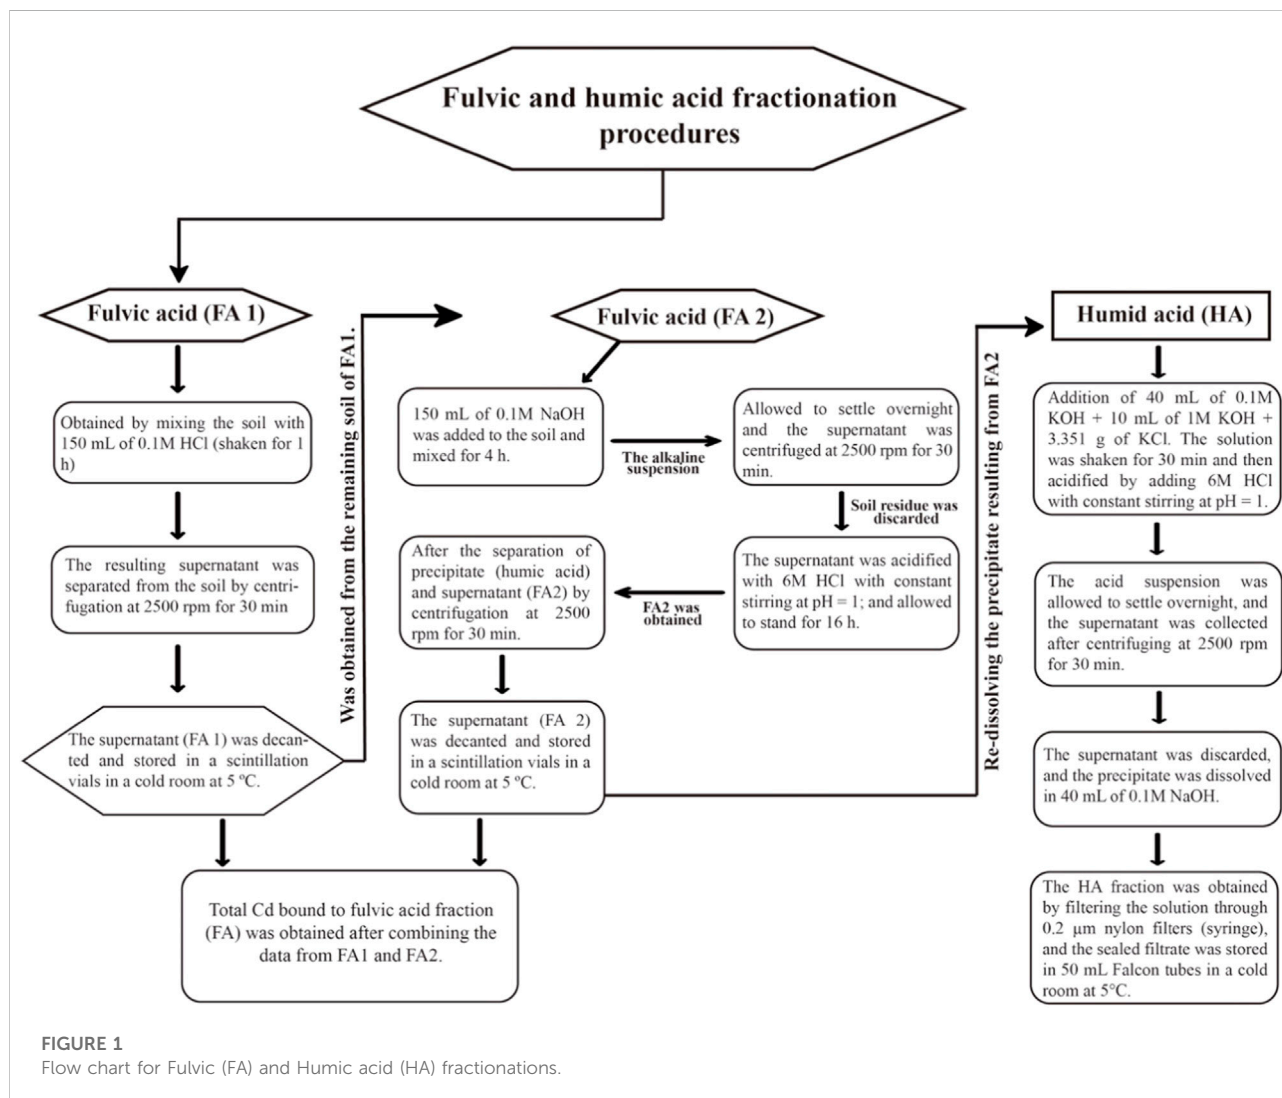 Fulvic and humic acid fractionation
procedures
Fulvic acid (FA 1)
Obtained by mixing the soil with
150 mL of 0.1M HCl (shaken for 1
h)
The resulting supernatant was
separated from the soil by centri-
fugation at 2500 rpm for 30 min
The supernatant (FA 1) was decan-
ted and stored in a scintillation
vials in a cold room at 5 ºC.
Was obtained from the remaining soil of FA1.
Fulvic acid (FA 2)
150 mL of 0.1M NaOH
was added to the soil and
mixed for 4 h.
The alkaline
suspension
Allowed to settle overnight
and the supernatant was
centrifuged at 2500 rpm for 30
min.
Soil residue was
discarded
The supernatant was acidified
with 6M HCl with constant
stirring at pH = 1; and allowed
to stand for 16 h.
FA2 was
obtained
After the separation of
precipitate (humic acid)
and supernatant (FA2) by
centrifugation at 2500
rpm for 30 min.
The supernatant (FA 2)
was decanted and stored
in a scintillation vials in a
cold room at 5 ºC.
Total Cd bound to fulvic acid fraction
(FA) was obtained after combining the
data from FA1 and FA2.
Re-dissolving the precipitate resulting from FA2
Humid acid (HA)
Addition of 40 mL of 0.1M
KOH + 10 mL of 1M KOH +
3.351 g of KCl. The solution
was shaken for 30 min and then
acidified by adding 6M HCl
with constant stirring at pH = 1.
The acid suspension was
allowed to settle overnight, and
the supernatant was collected
after centrifuging at 2500 rpm
for 30 min.
The supernatant was discarded,
and the precipitate was dissolved
in 40 mL of 0.1M NaOH.
The HA fraction was obtained
by filtering the solution through
0.2 µm nylon filters (syringe),
and the sealed filtrate was stored
in 50 mL Falcon tubes in a cold
room at 5°C.
FIGURE 1
Flow chart for Fulvic (FA) and Humic acid (HA) fractionations.